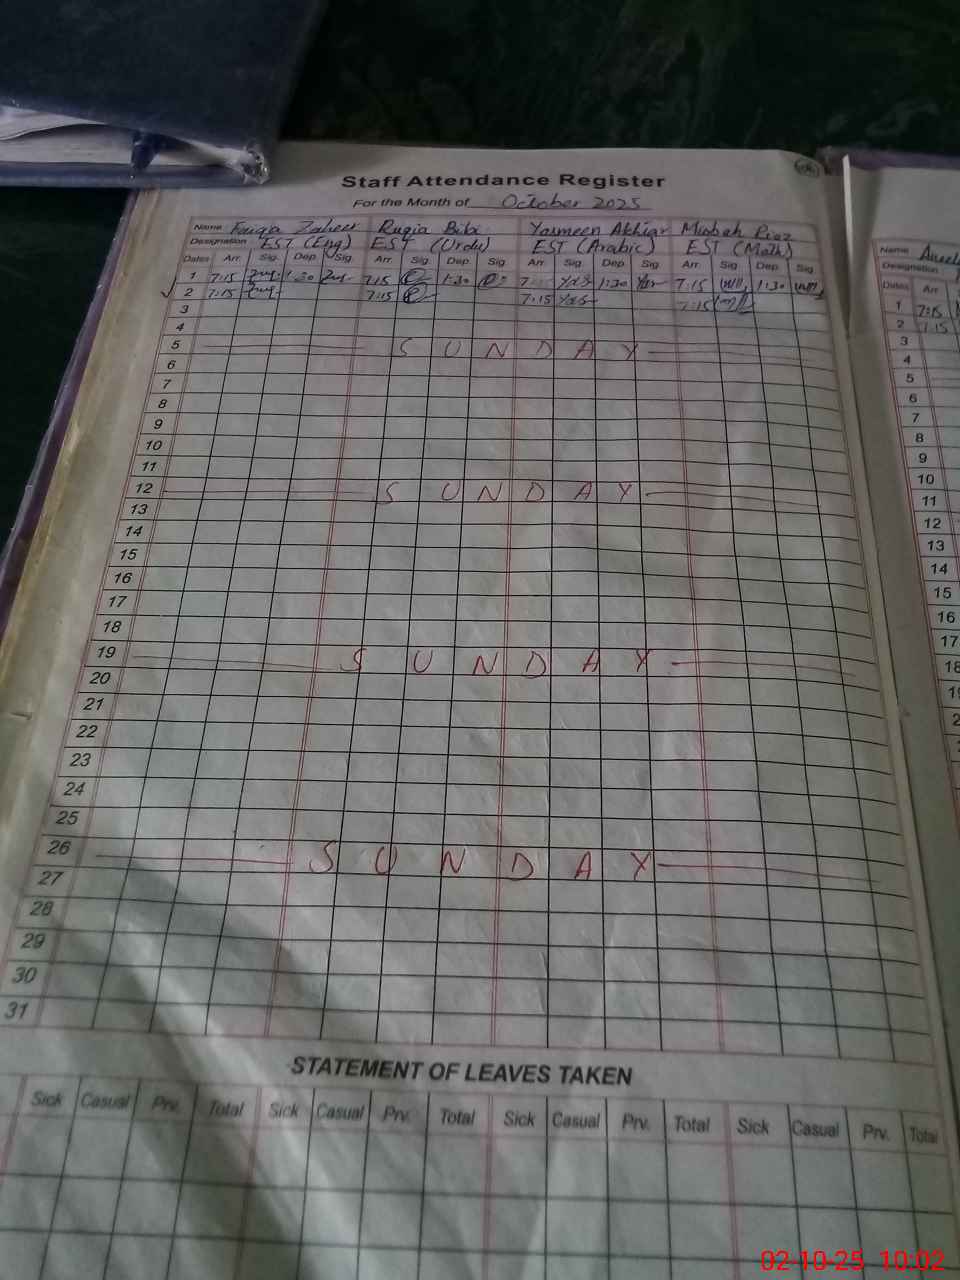 Staff Attendance Register
For the Month of October 2025
Name Fouqia Zaheer Ruqia Bibi Yasmeen Akhtar Misbah Riaz
Designation EST (Eng) EST (Urdu) EST (Arabic) EST (Math)
Dates Arr. Sig. Dep. Sig. Arr. Sig. Dep. Sig. Arr. Sig. Dep. Sig. Arr. Sig. Dep. Sig.
1 7:15 1:30 7:15 1:30 7:15 Yas 1:30 Yas 7:15 1:30
2 7:15 7:15 7:15 Yas 7:15
3
4
5 SUNDAY
6
7
8
9
10
11
12 SUNDAY
13
14
15
16
17
18
19 SUNDAY
20
21
22
23
24
25
26 SUNDAY
27
28
29
30
31
STATEMENT OF LEAVES TAKEN
Sick Casual Prv. Total Sick Casual Prv. Total Sick Casual Prv. Total Sick Casual Prv. Total
Name
Designation
Dates Arr.
1 7:15
2 7:15
3
4
5
6
7
8
9
10
11
12
13
14
15
16
17
18
02-10-25 10:02